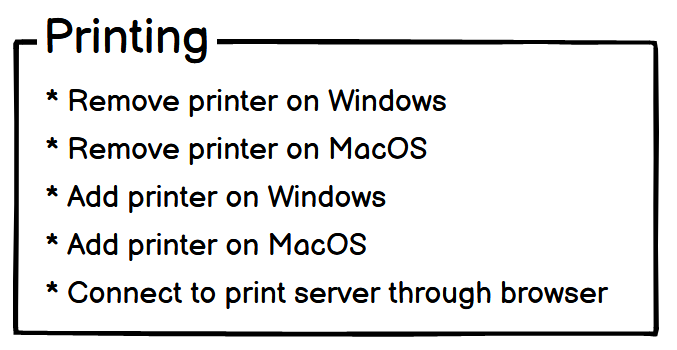 Printing
* Remove printer on Windows
* Remove printer on MacOS
* Add printer on Windows
* Add printer on MacOS
* Connect to print server through browser